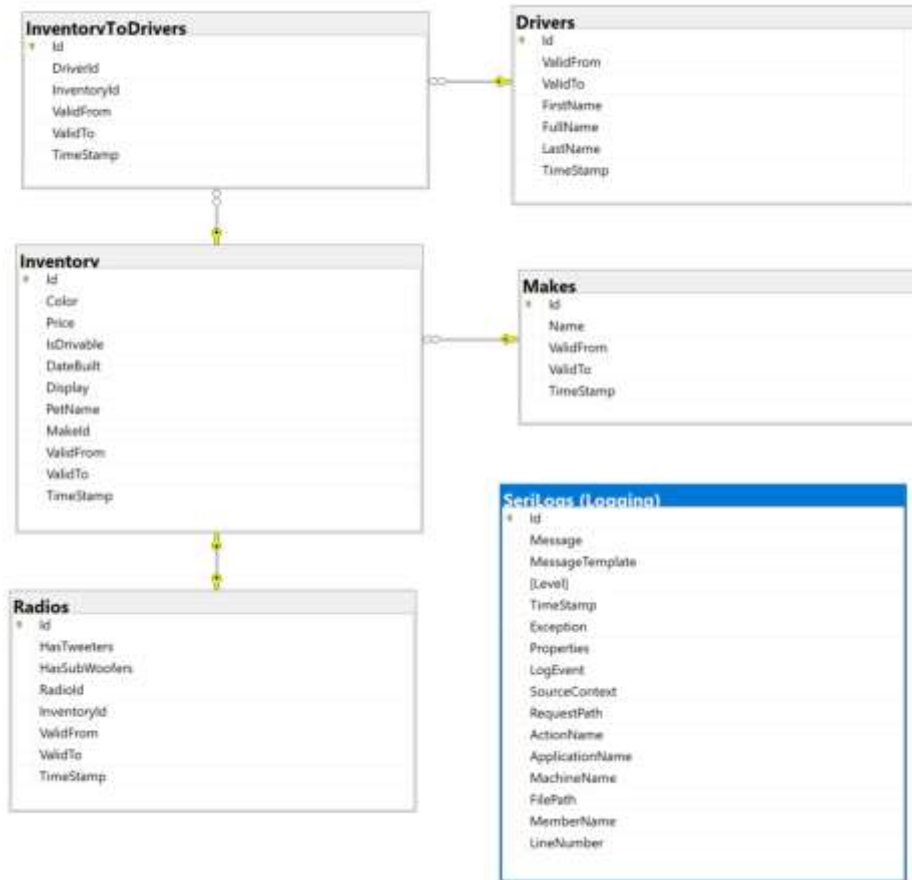 InventoryToDrivers
Id
DriverId
InventoryId
ValidFrom
ValidTo
TimeStamp
Drivers
Id
ValidFrom
ValidTo
FirstName
FullName
LastName
TimeStamp
Inventory
Id
Color
Price
IsDrivable
DateBuilt
Display
PetName
MakeId
ValidFrom
ValidTo
TimeStamp
Makes
Id
Name
ValidFrom
ValidTo
TimeStamp
Radios
Id
HasTweeters
HasSubWoofers
RadioId
InventoryId
ValidFrom
ValidTo
TimeStamp
SeriLogs (Logging)
Id
Message
MessageTemplate
[Level]
TimeStamp
Exception
Properties
LogEvent
SourceContext
RequestPath
ActionName
ApplicationName
MachineName
FilePath
MemberName
LineNumber